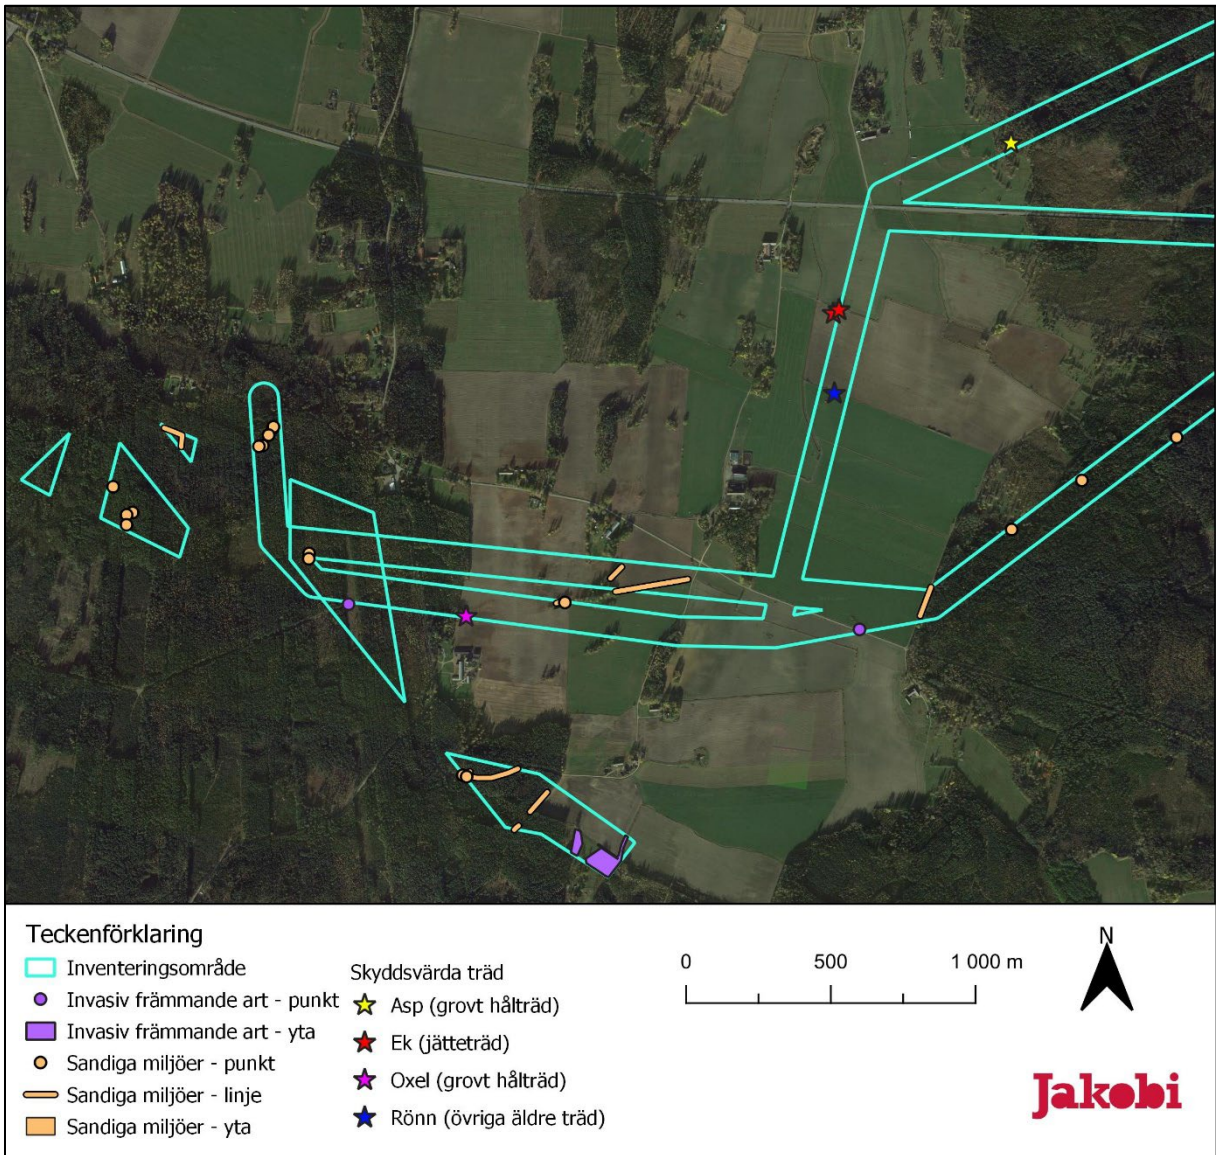 Teckenförklaring
Inventeringsområde
Invasiv främmande art - punkt
Invasiv främmande art - yta
Sandiga miljöer - punkt
Sandiga miljöer - linje
Sandiga miljöer - yta
Skyddsvärda träd
Asp (grovt hålträd)
Ek (jätteträd)
Oxel (grovt hålträd)
Rönn (övriga äldre träd)
0 500 1 000 m
N
Jakobi